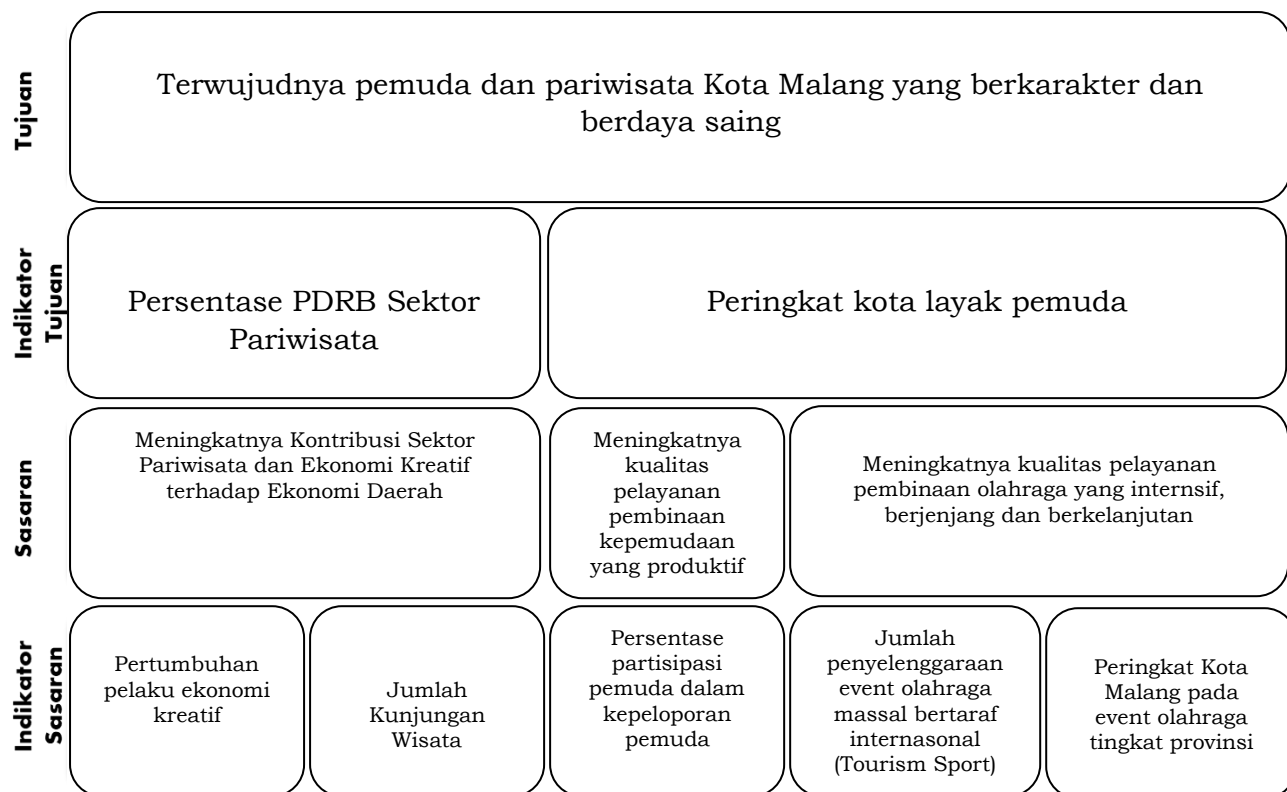 Tujuan
Terwujudnya pemuda dan pariwisata Kota Malang yang berkarakter dan
berdaya saing
Indikator
Tujuan
Persentase PDRB Sektor
Pariwisata
Peringkat kota layak pemuda
Sasaran
Meningkatnya Kontribusi Sektor
Pariwisata dan Ekonomi Kreatif
terhadap Ekonomi Daerah
Meningkatnya
kualitas
pelayanan
pembinaan
kepemudaan
yang produktif
Meningkatnya kualitas pelayanan
pembinaan olahraga yang internsif,
berjenjang dan berkelanjutan
Indikator
Sasaran
Pertumbuhan
pelaku ekonomi
kreatif
Jumlah
Kunjungan
Wisata
Persentase
partisipasi
pemuda dalam
kepeloporan
pemuda
Jumlah
penyelenggaraan
event olahraga
massal bertaraf
internasonal
(Tourism Sport)
Peringkat Kota
Malang pada
event olahraga
tingkat provinsi